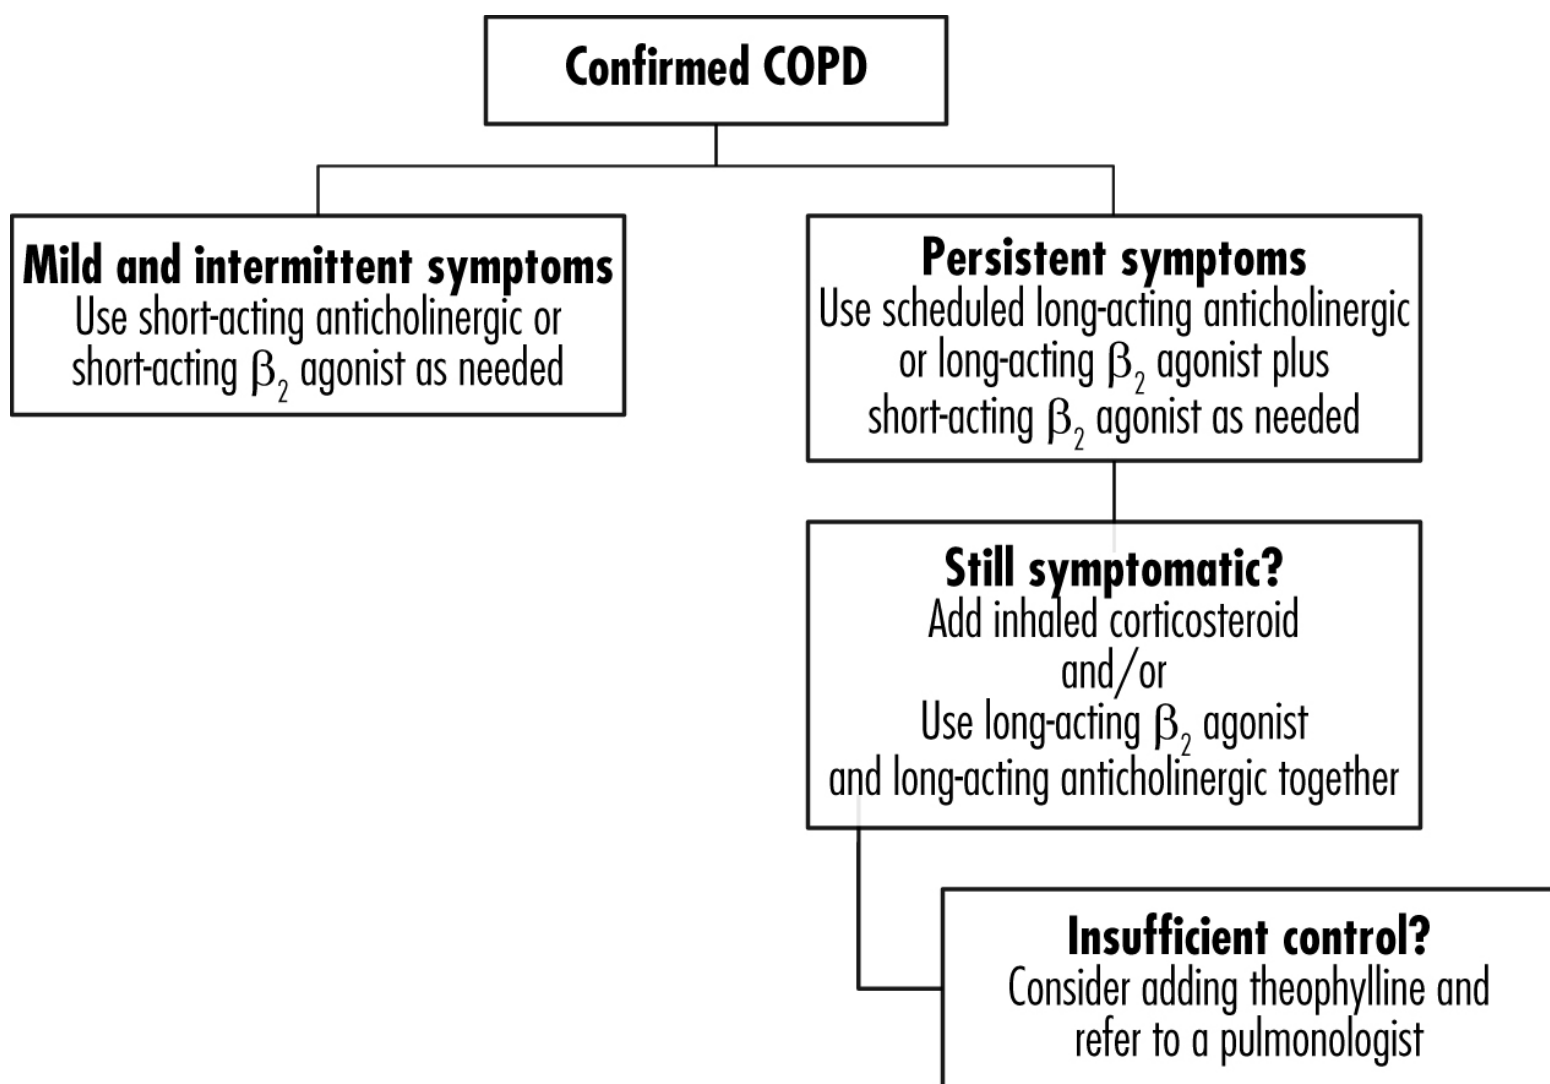 Confirmed COPD
Mild and intermittent symptoms
Use short-acting anticholinergic or
short-acting β₂ agonist as needed
Persistent symptoms
Use scheduled long-acting anticholinergic
or long-acting β₂ agonist plus
short-acting β₂ agonist as needed
Still symptomatic?
Add inhaled corticosteroid
and/or
Use long-acting β₂ agonist
and long-acting anticholinergic together
Insufficient control?
Consider adding theophylline and
refer to a pulmonologist